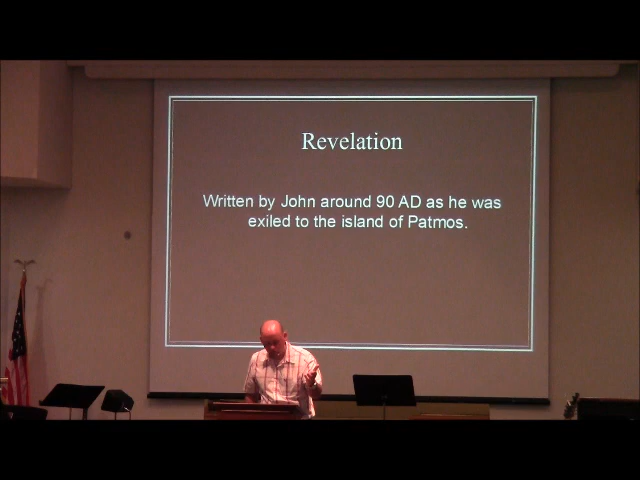 Revelation
Written by John around 90 AD as he was
exiled to the island of Patmos.